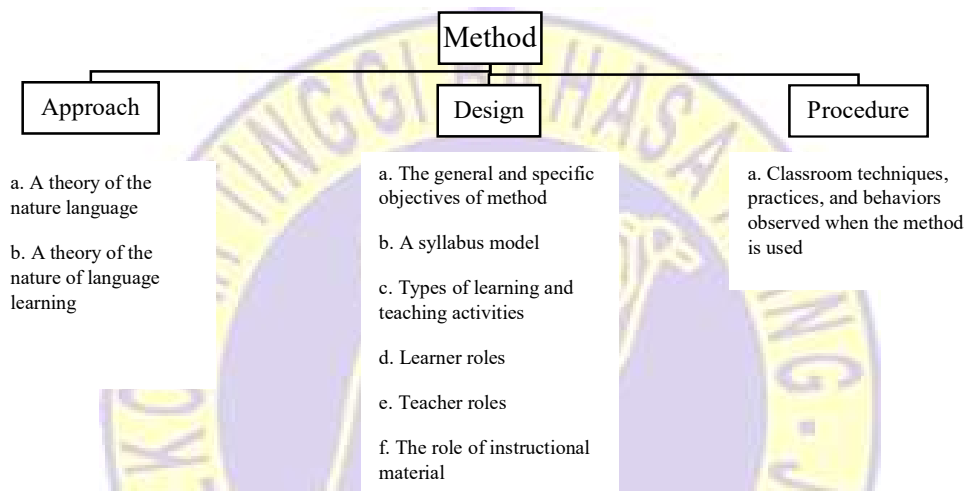 Method
Approach
Design
Procedure
a. A theory of the
nature language
b. A theory of the
nature of language
learning
a. The general and specific
objectives of method
b. A syllabus model
c. Types of learning and
teaching activities
d. Learner roles
e. Teacher roles
f. The role of instructional
material
a. Classroom techniques,
practices, and behaviors
observed when the method
is used
TINGGI
HASA